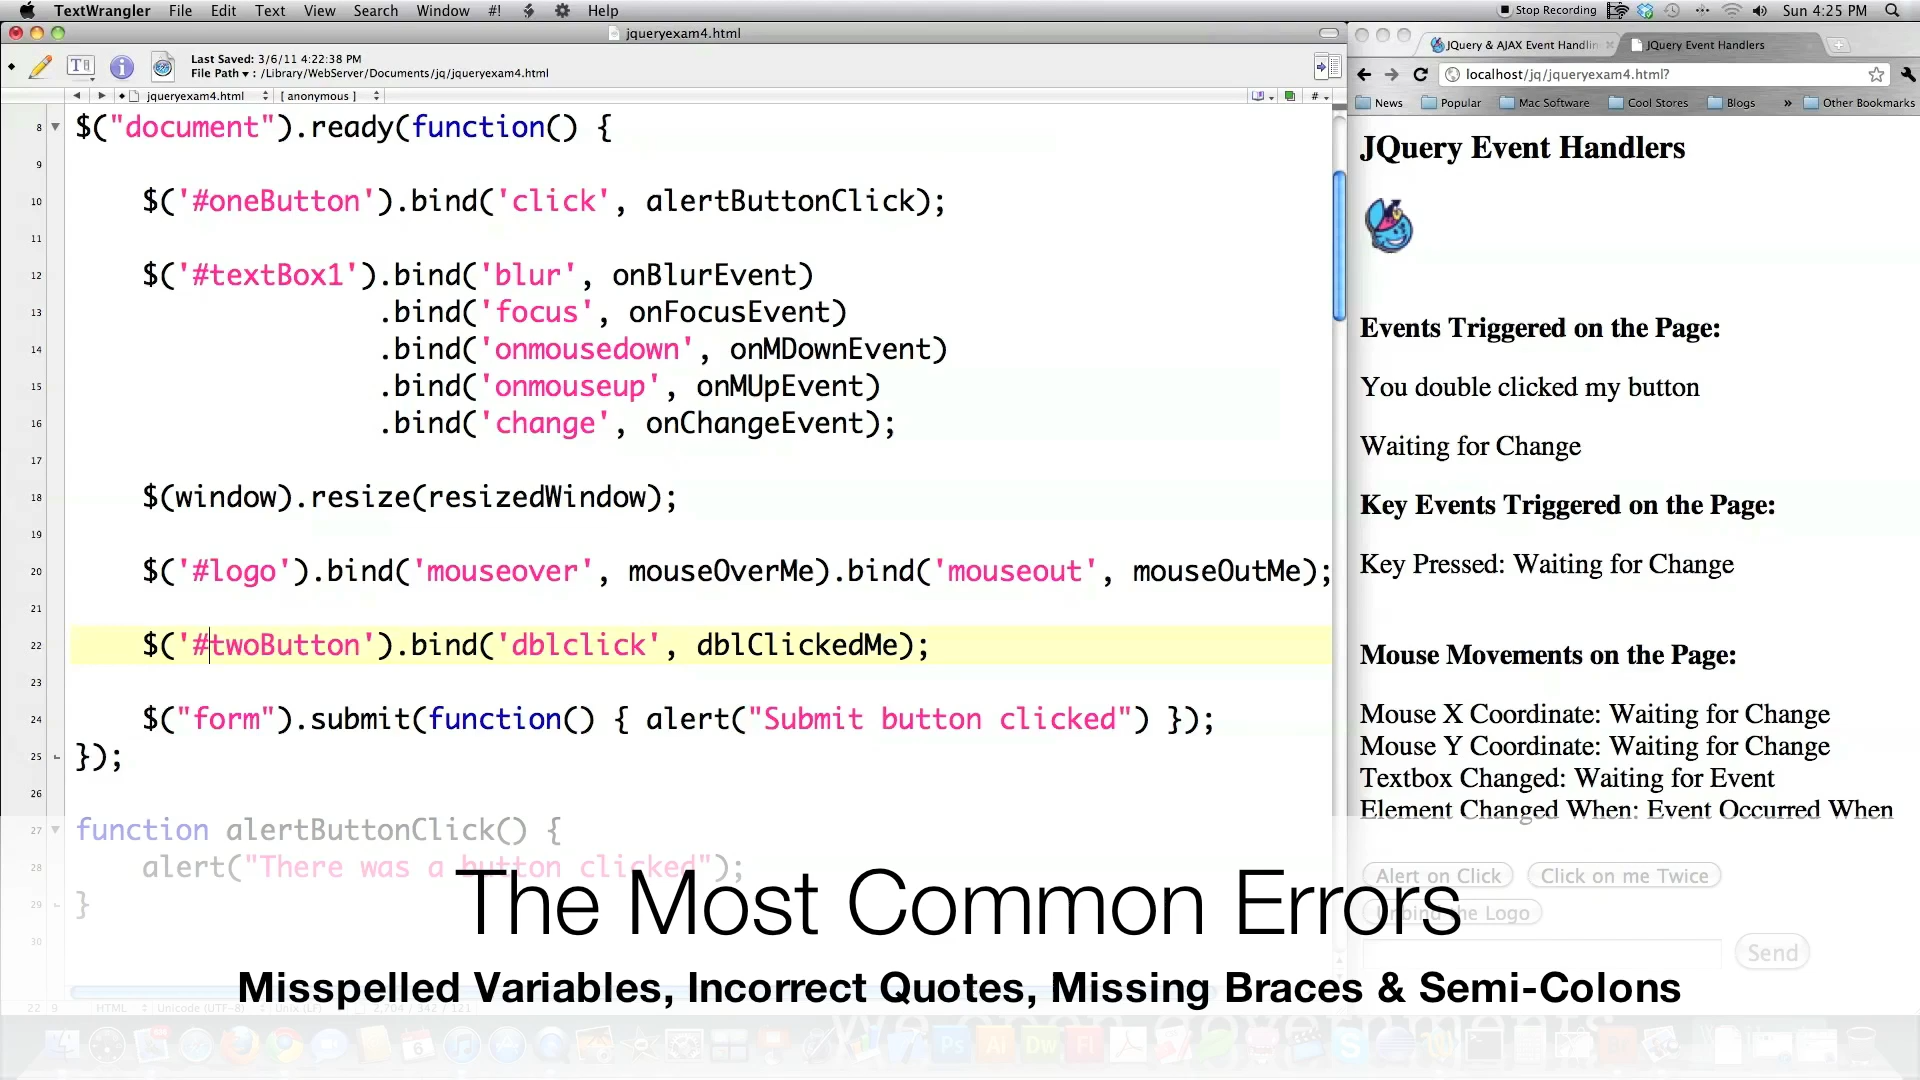 TextWrangler File Edit Text View Search Window #! Help Stop Recording Sun 4:25 PM
jqueryexam4.html
JQuery & AJAX Event Handlin JQuery Event Handlers
Last Saved: 3/6/11 4:22:38 PM
File Path ▾ : /Library/WebServer/Documents/jq/jqueryexam4.html
localhost/jq/jqueryexam4.html?
jqueryexam4.html [ anonymous ]
News Popular Mac Software Cool Stores Blogs » Other Bookmarks
8 $("document").ready(function() {
9
10 $('#oneButton').bind('click', alertButtonClick);
11
12 $('#textBox1').bind('blur', onBlurEvent)
13 .bind('focus', onFocusEvent)
14 .bind('onmousedown', onMDownEvent)
15 .bind('onmouseup', onMUpEvent)
16 .bind('change', onChangeEvent);
17
18 $(window).resize(resizedWindow);
19
20 $('#logo').bind('mouseover', mouseOverMe).bind('mouseout', mouseOutMe);
21
22 $('#twoButton').bind('dblclick', dblClickedMe);
23
24 $("form").submit(function() { alert("Submit button clicked") });
25 });
26
27 function alertButtonClick() {
28 alert("There was a button clicked");
29 }
30
JQuery Event Handlers
Events Triggered on the Page:
You double clicked my button
Waiting for Change
Key Events Triggered on the Page:
Key Pressed: Waiting for Change
Mouse Movements on the Page:
Mouse X Coordinate: Waiting for Change
Mouse Y Coordinate: Waiting for Change
Textbox Changed: Waiting for Event
Element Changed When: Event Occurred When
Alert on Click Click on me Twice
Unbind the Logo
Send
The Most Common Errors
Misspelled Variables, Incorrect Quotes, Missing Braces & Semi-Colons
22 9 HTML Unicode (UTF-8)